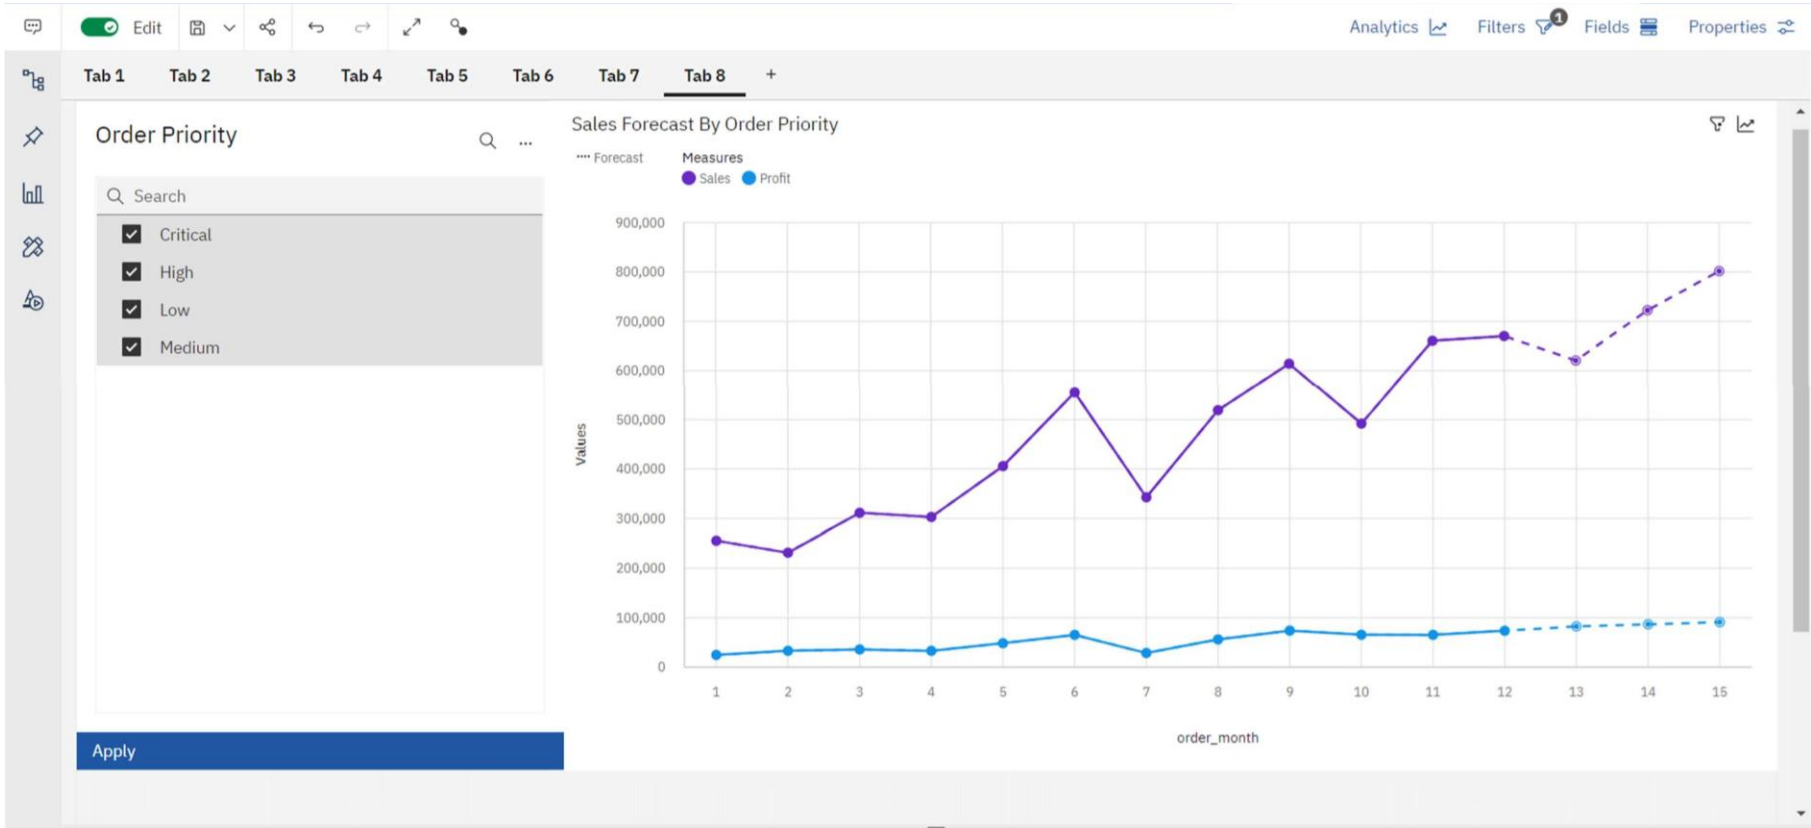 Edit
Analytics
Filters 1
Fields
Properties
Tab 1 Tab 2 Tab 3 Tab 4 Tab 5 Tab 6 Tab 7 Tab 8 +
Order Priority
...
Search
Critical
High
Low
Medium
Apply
Sales Forecast By Order Priority
Forecast
Measures
Sales Profit
900,000
800,000
700,000
600,000
500,000
400,000
300,000
200,000
100,000
0
Values
1 2 3 4 5 6 7 8 9 10 11 12 13 14 15
order_month